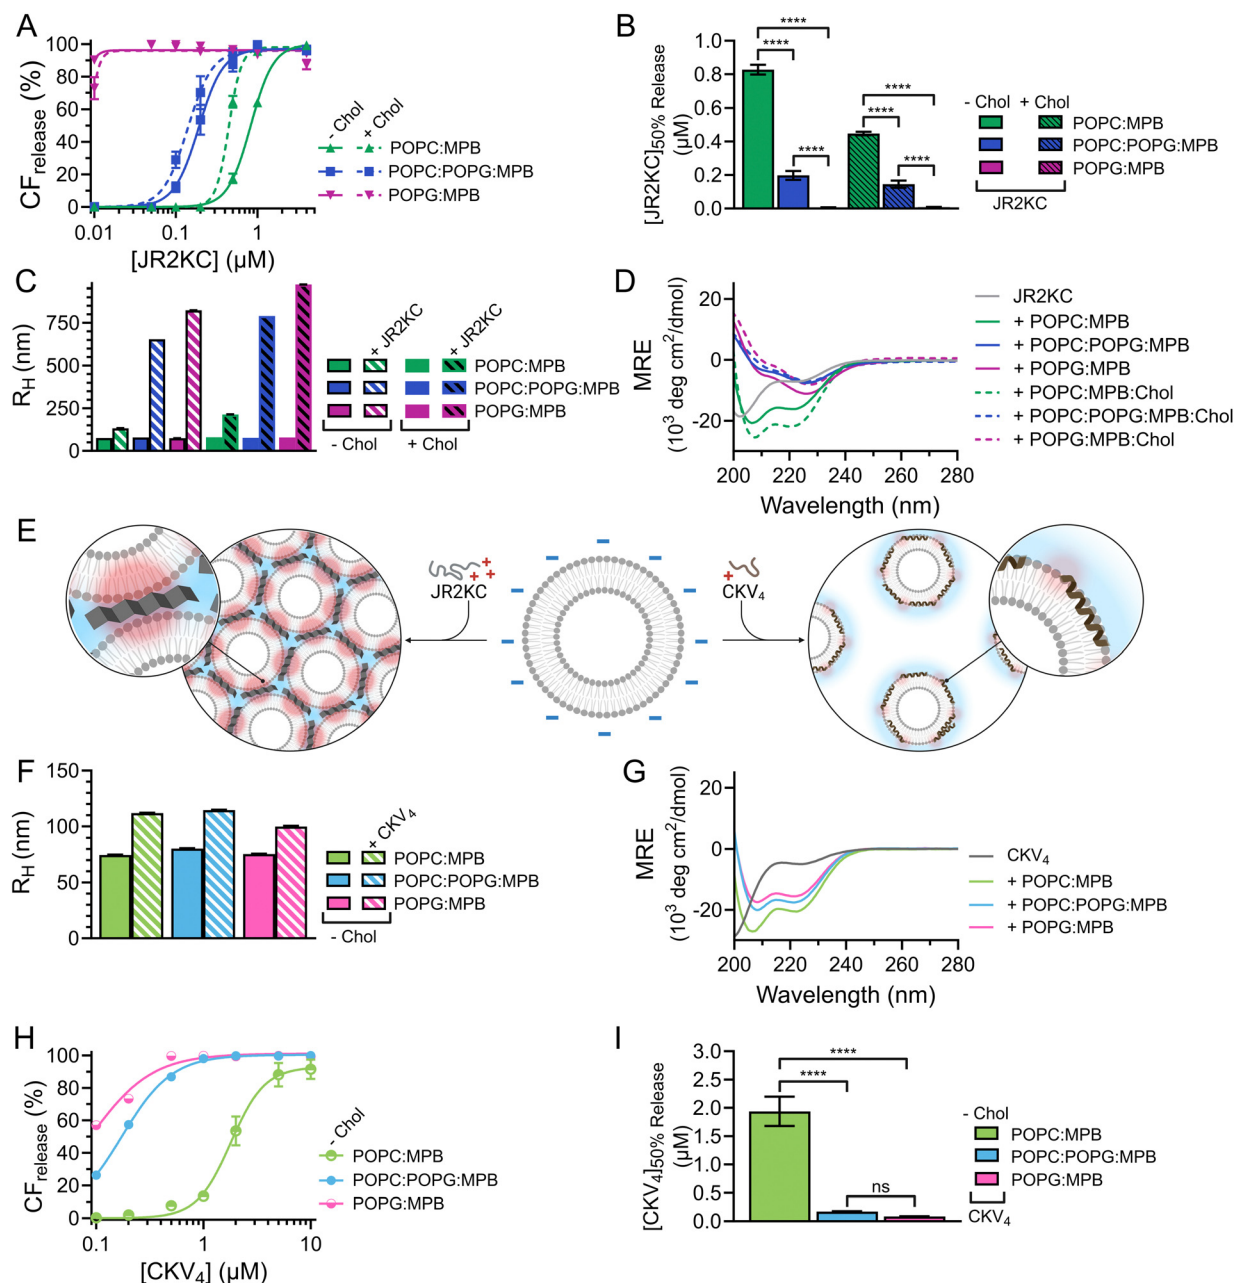 A
CFrelease (%)
100
80
60
40
20
0
0.01
0.1
1
[JR2KC] (µM)
- Chol
+ Chol
POPC:MPB
POPC:POPG:MPB
POPG:MPB
B
[JR2KC]50% Release
(µM)
1.0
0.8
0.6
0.4
0.2
0.0
****
****
****
****
****
****
- Chol + Chol
POPC:MPB
POPC:POPG:MPB
POPG:MPB
JR2KC
C
RH (nm)
750
500
250
0
+ JR2KC
+ JR2KC
POPC:MPB
POPC:POPG:MPB
POPG:MPB
- Chol
+ Chol
D
MRE
(10³ deg cm²/dmol)
20
0
-20
200 220 240 260 280
Wavelength (nm)
JR2KC
+ POPC:MPB
+ POPC:POPG:MPB
+ POPG:MPB
+ POPC:MPB:Chol
+ POPC:POPG:MPB:Chol
+ POPG:MPB:Chol
E
JR2KC
+
+ +
CKV4
+
F
RH (nm)
150
100
50
0
+ CKV4
POPC:MPB
POPC:POPG:MPB
POPG:MPB
- Chol
G
MRE
(10³ deg cm²/dmol)
20
0
-20
200 220 240 260 280
Wavelength (nm)
CKV4
+ POPC:MPB
+ POPC:POPG:MPB
+ POPG:MPB
H
CFrelease (%)
100
80
60
40
20
0
0.1
1
10
[CKV4] (µM)
- Chol
POPC:MPB
POPC:POPG:MPB
POPG:MPB
I
[CKV4]50% Release
(µM)
3.0
2.5
2.0
1.5
1.0
0.5
0.0
****
****
ns
- Chol
POPC:MPB
POPC:POPG:MPB
POPG:MPB
CKV4